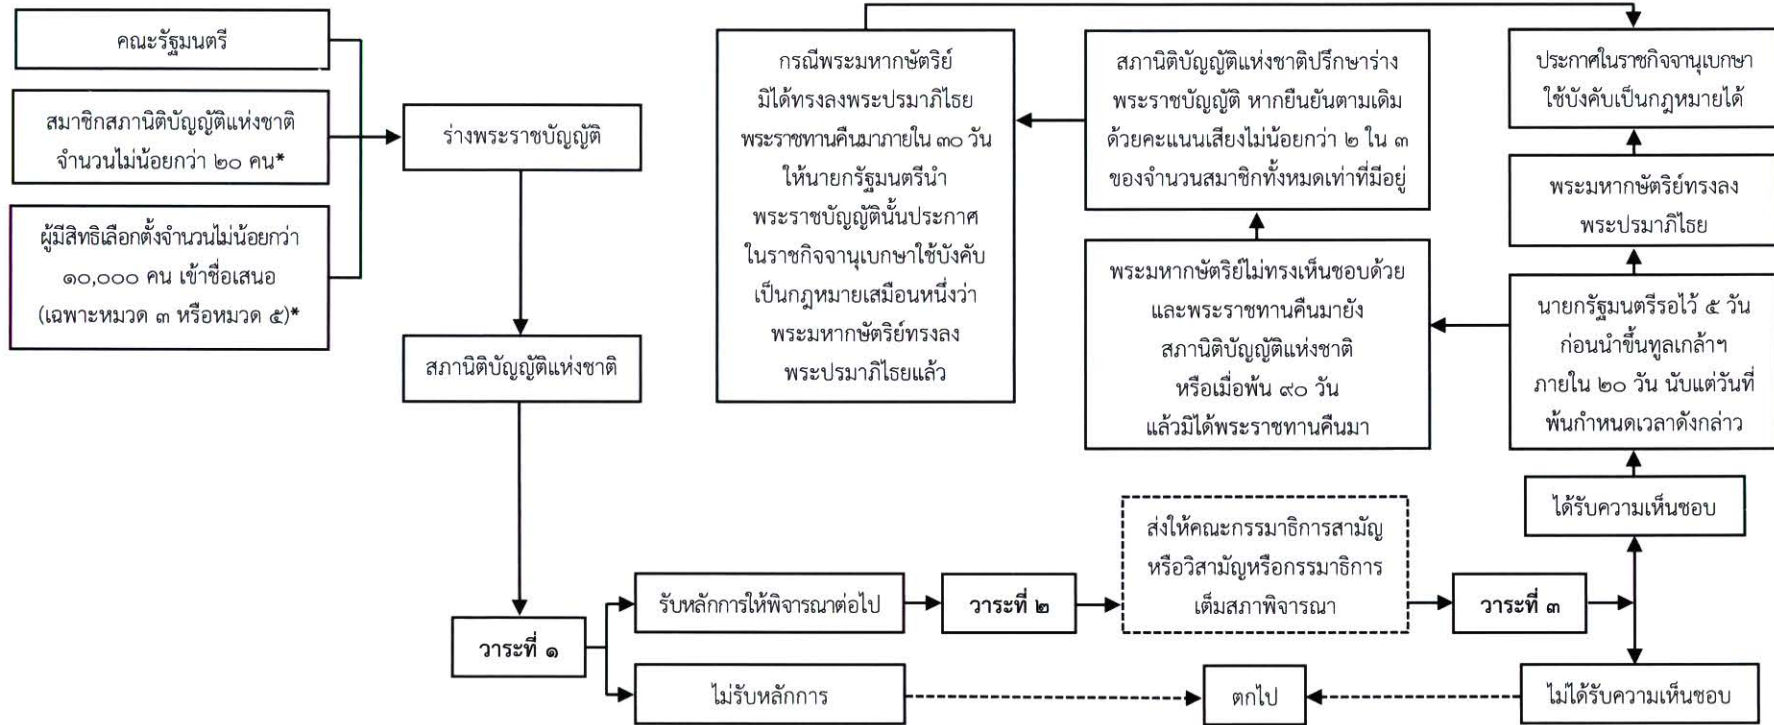 คณะรัฐมนตรี
สมาชิกสภานิติบัญญัติแห่งชาติ
จำนวนไม่น้อยกว่า ๒๐ คน*
ผู้มีสิทธิเลือกตั้งจำนวนไม่น้อยกว่า
๑๐,๐๐๐ คน เข้าชื่อเสนอ
(เฉพาะหมวด ๓ หรือหมวด ๕)*
ร่างพระราชบัญญัติ
สภานิติบัญญัติแห่งชาติ
วาระที่ ๑
รับหลักการให้พิจารณาต่อไป
ไม่รับหลักการ
วาระที่ ๒
ส่งให้คณะกรรมาธิการสามัญ
หรือวิสามัญหรือกรรมาธิการ
เต็มสภาพิจารณา
วาระที่ ๓
ตกไป
ไม่ได้รับความเห็นชอบ
ได้รับความเห็นชอบ
นายกรัฐมนตรีรอไว้ ๕ วัน
ก่อนนำขึ้นทูลเกล้าฯ
ภายใน ๒๐ วัน นับแต่วันที่
พ้นกำหนดเวลาดังกล่าว
พระมหากษัตริย์ทรงลง
พระปรมาภิไธย
ประกาศในราชกิจจานุเบกษา
ใช้บังคับเป็นกฎหมายได้
พระมหากษัตริย์ไม่ทรงเห็นชอบด้วย
และพระราชทานคืนมายัง
สภานิติบัญญัติแห่งชาติ
หรือเมื่อพ้น ๙๐ วัน
แล้วมิได้พระราชทานคืนมา
สภานิติบัญญัติแห่งชาติปรึกษาร่าง
พระราชบัญญัติ หากยืนยันตามเดิม
ด้วยคะแนนเสียงไม่น้อยกว่า ๒ ใน ๓
ของจำนวนสมาชิกทั้งหมดเท่าที่มีอยู่
กรณีพระมหากษัตริย์
มิได้ทรงลงพระปรมาภิไธย
พระราชทานคืนมาภายใน ๓๐ วัน
ให้นายกรัฐมนตรีนำ
พระราชบัญญัตินั้นประกาศ
ในราชกิจจานุเบกษาใช้บังคับ
เป็นกฎหมายเสมือนหนึ่งว่า
พระมหากษัตริย์ทรงลง
พระปรมาภิไธยแล้ว